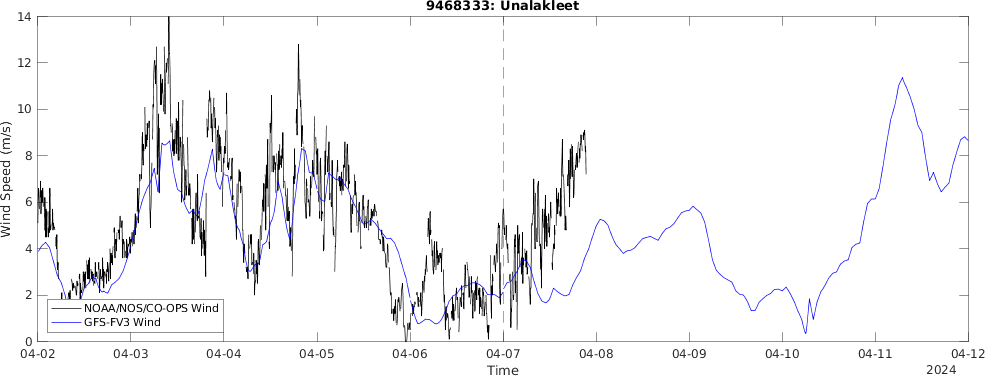 9468333: Unalakleet
Wind Speed (m/s)
14
12
10
8
6
4
2
0
NOAA/NOS/CO-OPS Wind
GFS-FV3 Wind
04-02 04-03 04-04 04-05 04-06 04-07 04-08 04-09 04-10 04-11 04-12
Time
2024